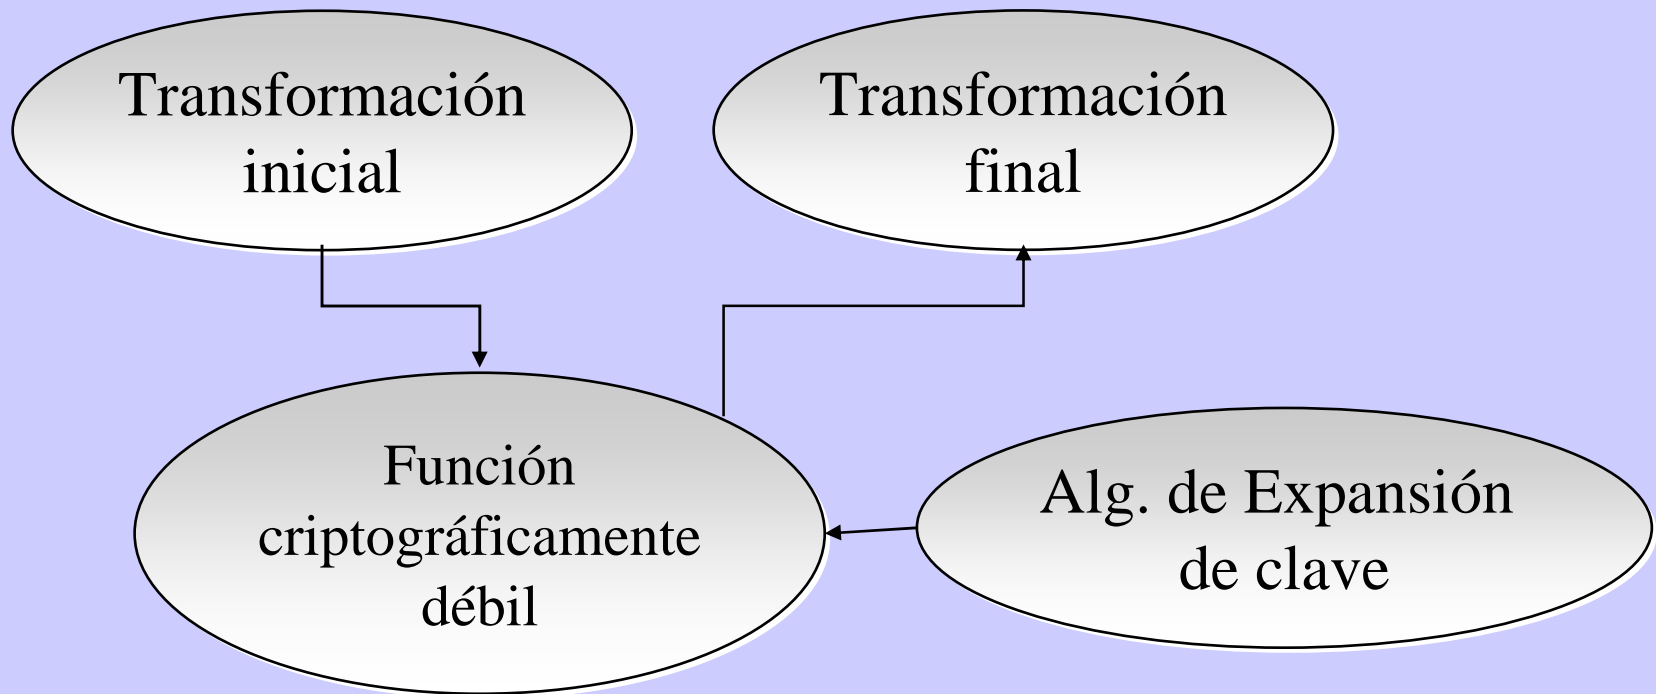 Transformación
inicial
Transformación
final
Función
criptográficamente
débil
Alg. de Expansión
de clave